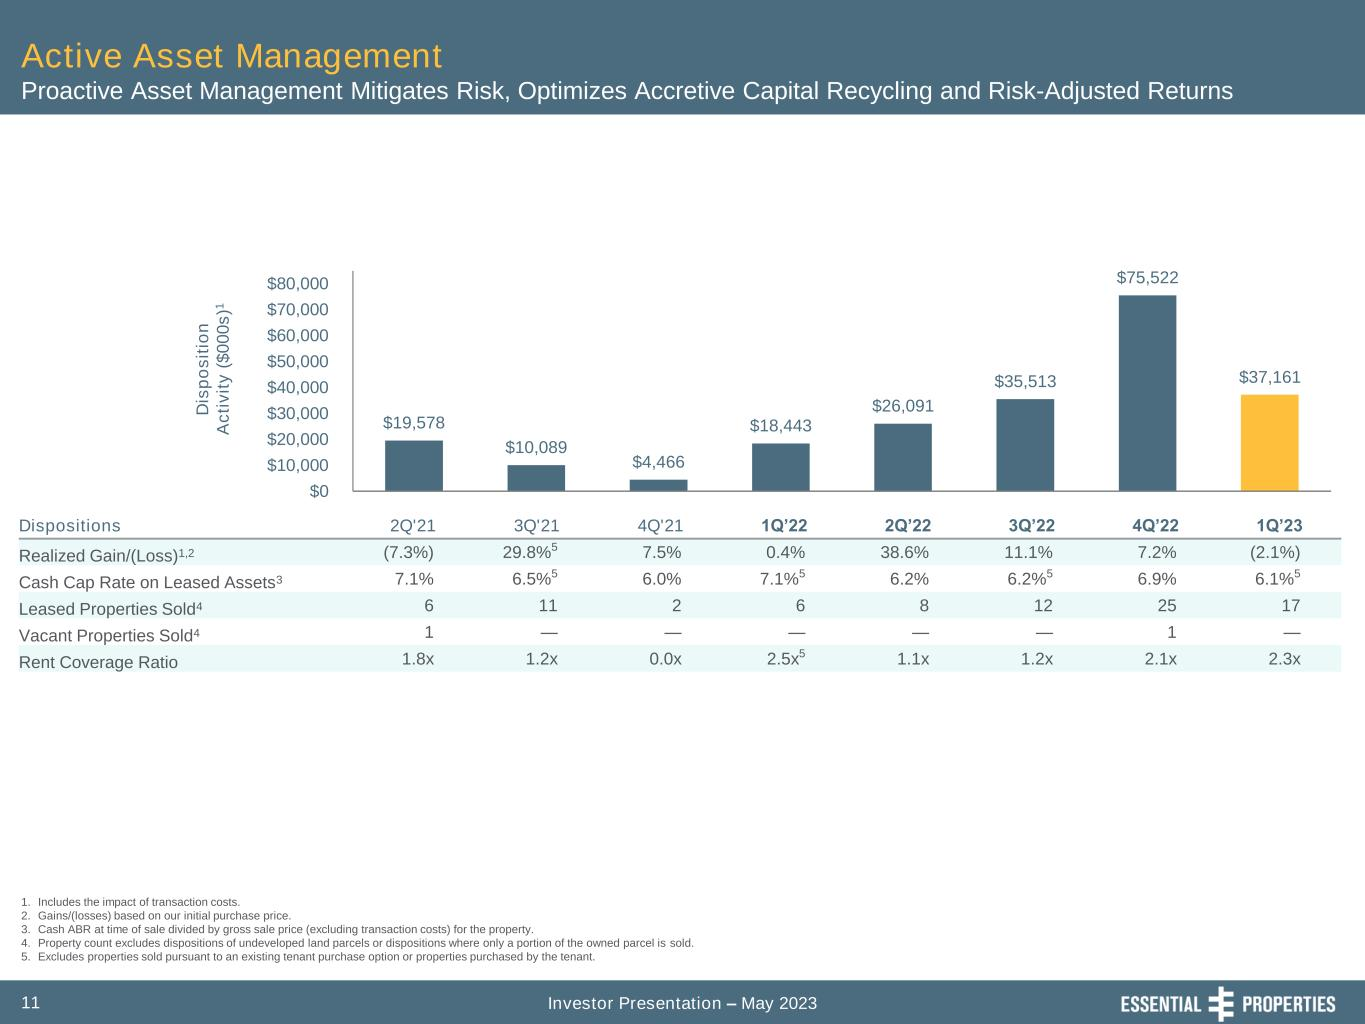 Active Asset Management
Proactive Asset Management Mitigates Risk, Optimizes Accretive Capital Recycling and Risk-Adjusted Returns
Disposition
Activity ($000s)1
$80,000
$70,000
$60,000
$50,000
$40,000
$30,000
$20,000
$10,000
$0
$19,578
$10,089
$4,466
$18,443
$26,091
$35,513
$75,522
$37,161
Dispositions 2Q'21 3Q'21 4Q'21 1Q’22 2Q’22 3Q’22 4Q’22 1Q’23
Realized Gain/(Loss)1,2 (7.3%) 29.8%5 7.5% 0.4% 38.6% 11.1% 7.2% (2.1%)
Cash Cap Rate on Leased Assets3 7.1% 6.5%5 6.0% 7.1%5 6.2% 6.2%5 6.9% 6.1%5
Leased Properties Sold4 6 11 2 6 8 12 25 17
Vacant Properties Sold4 1 — — — — — 1 —
Rent Coverage Ratio 1.8x 1.2x 0.0x 2.5x5 1.1x 1.2x 2.1x 2.3x
1. Includes the impact of transaction costs.
2. Gains/(losses) based on our initial purchase price.
3. Cash ABR at time of sale divided by gross sale price (excluding transaction costs) for the property.
4. Property count excludes dispositions of undeveloped land parcels or dispositions where only a portion of the owned parcel is sold.
5. Excludes properties sold pursuant to an existing tenant purchase option or properties purchased by the tenant.
11 Investor Presentation – May 2023 ESSENTIAL PROPERTIES